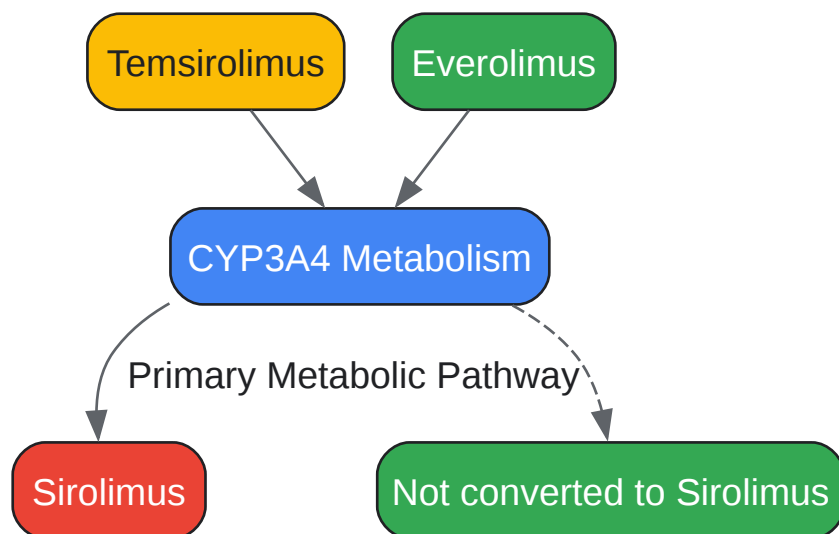 Temsirolimus
Everolimus
CYP3A4 Metabolism
Primary Metabolic Pathway
Sirolimus
Not converted to Sirolimus